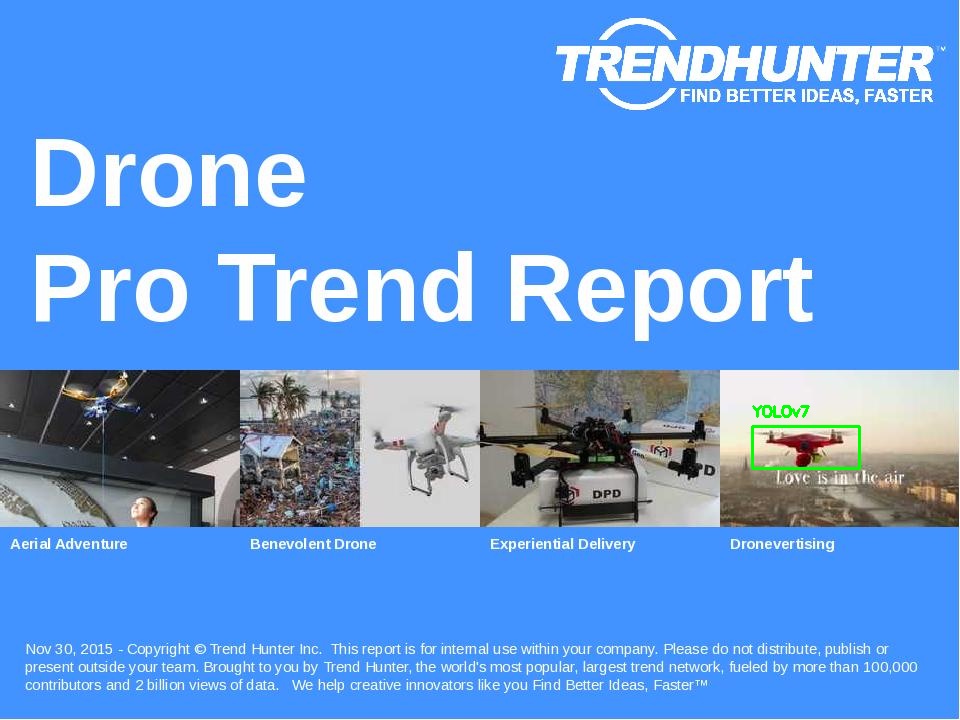 TRENDHUNTER™
FIND BETTER IDEAS, FASTER
Drone
Pro Trend Report
YOLOv7
DPD
DPD
Love is in the air
Aerial Adventure
Benevolent Drone
Experiential Delivery
Dronevertising
Nov 30, 2015 - Copyright © Trend Hunter Inc.  This report is for internal use within your company. Please do not distribute, publish or
present outside your team. Brought to you by Trend Hunter, the world's most popular, largest trend network, fueled by more than 100,000
contributors and 2 billion views of data.   We help creative innovators like you Find Better Ideas, Faster™